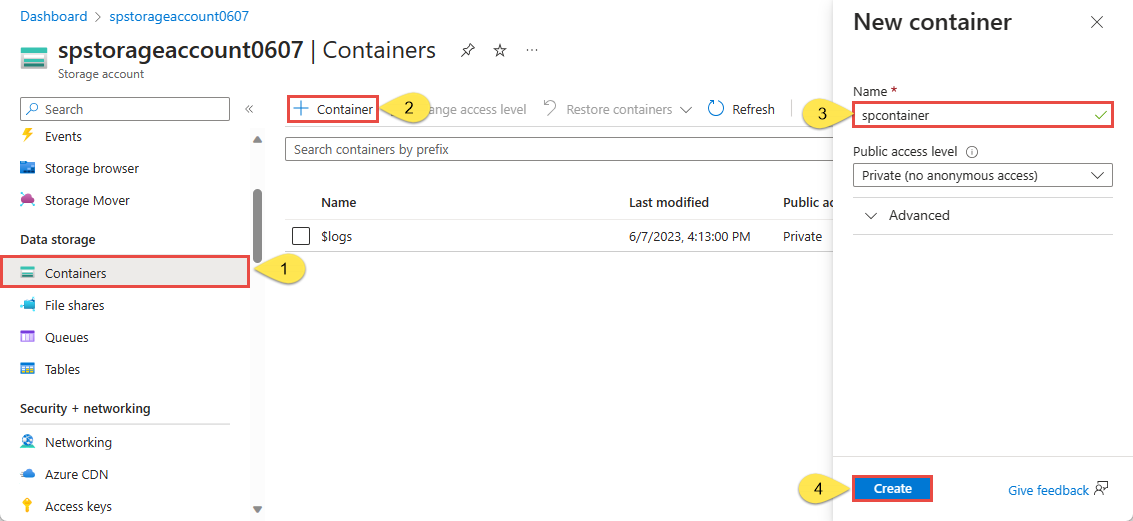 Dashboard > spstorageaccount0607
spstorageaccount0607 | Containers ...
Storage account
Search
Events
Storage browser
Storage Mover
Data storage
Containers
1
File shares
Queues
Tables
Security + networking
Networking
Azure CDN
Access keys
+ Container
2
ange access level
Restore containers
Refresh
Search containers by prefix
Name Last modified Public ac
$logs 6/7/2023, 4:13:00 PM Private
New container
Name *
3
spcontainer
Public access level
Private (no anonymous access)
Advanced
4
Create
Give feedback